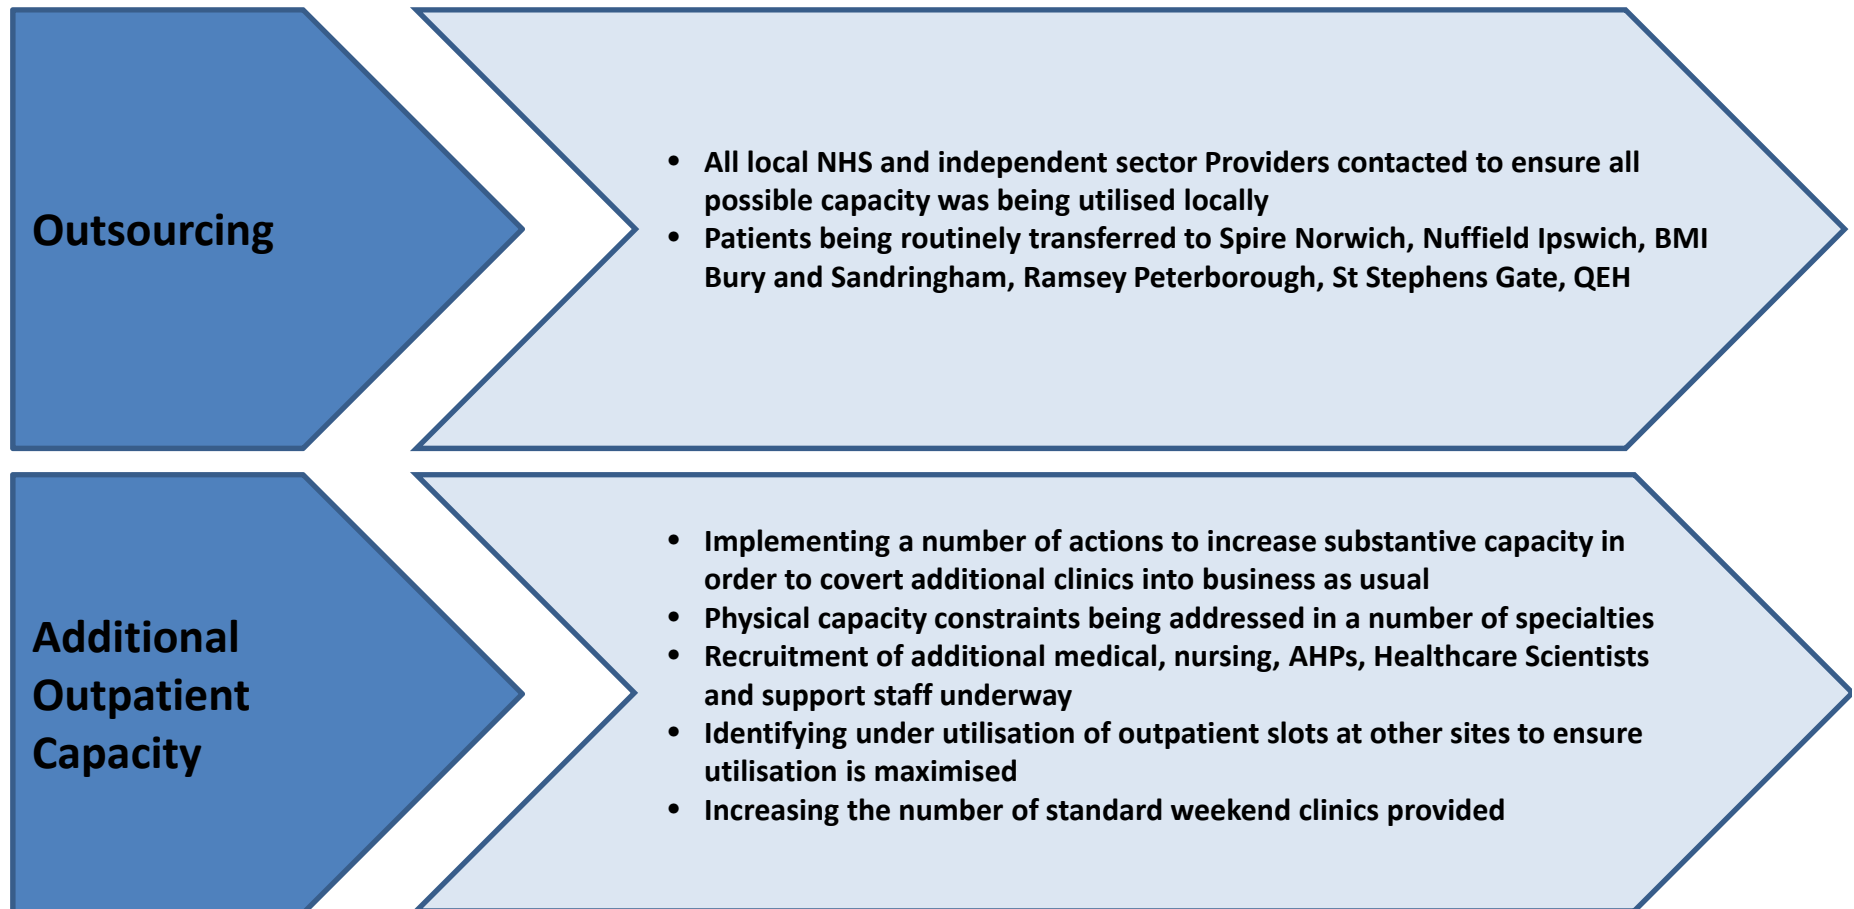 Outsourcing
• All local NHS and independent sector Providers contacted to ensure all
possible capacity was being utilised locally
• Patients being routinely transferred to Spire Norwich, Nuffield Ipswich, BMI
Bury and Sandringham, Ramsey Peterborough, St Stephens Gate, QEH
Additional
Outpatient
Capacity
• Implementing a number of actions to increase substantive capacity in
order to covert additional clinics into business as usual
• Physical capacity constraints being addressed in a number of specialties
• Recruitment of additional medical, nursing, AHPs, Healthcare Scientists
and support staff underway
• Identifying under utilisation of outpatient slots at other sites to ensure
utilisation is maximised
• Increasing the number of standard weekend clinics provided